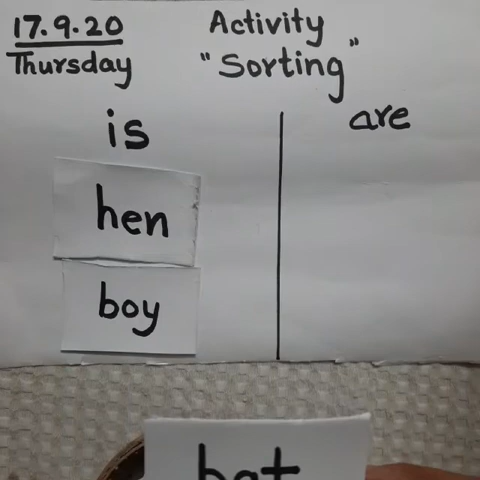 17.9.20 Activity
Thursday "Sorting"
is are
hen
boy